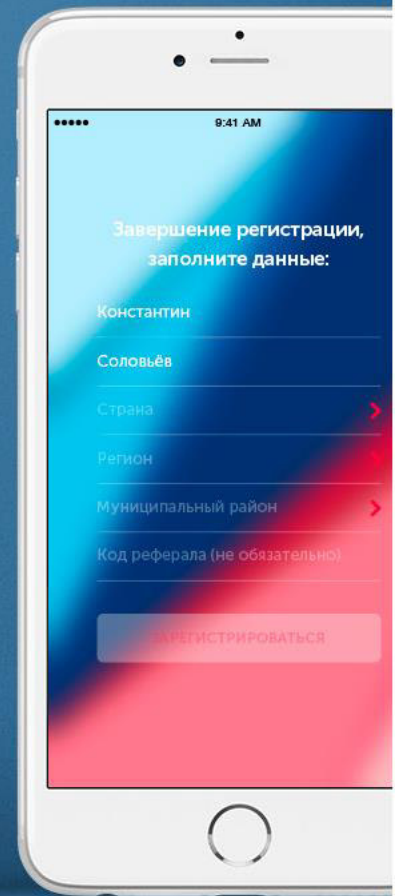 9:41 AM
Завершение регистрации,
заполните данные:
Константин
Соловьёв
Страна
Регион
Муниципальный район
Код реферала (не обязательно)
ЗАРЕГИСТРИРОВАТЬСЯ